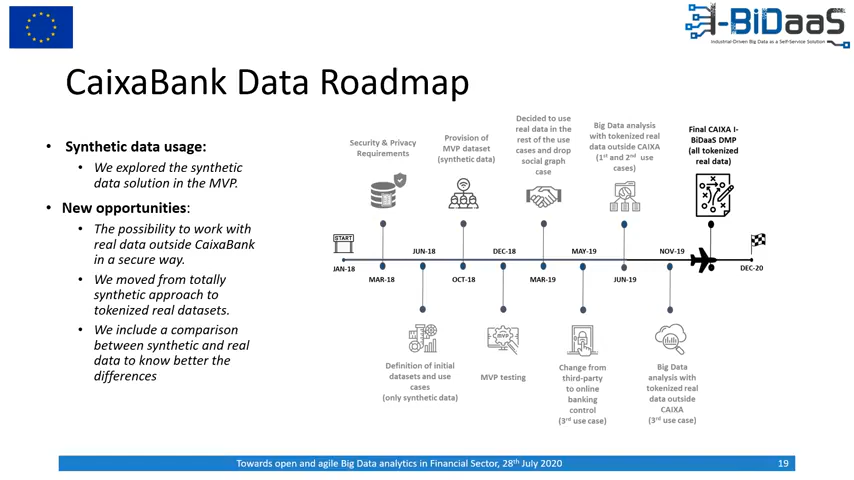 I-BiDaaS
Industrial-Driven Big Data as a Self-Service Solution
CaixaBank Data Roadmap
• Synthetic data usage:
• We explored the synthetic
data solution in the MVP.
• New opportunities:
• The possibility to work with
real data outside CaixaBank
in a secure way.
• We moved from totally
synthetic approach to
tokenized real datasets.
• We include a comparison
between synthetic and real
data to know better the
differences
Security & Privacy
Requirements
Provision of
MVP dataset
(synthetic data)
Decided to use
real data in the
rest of the use
cases and drop
social graph
case
Big Data analysis
with tokenized real
data outside CAIXA
(1st and 2nd use
cases)
Final CAIXA I-
BiDaaS DMP
(all tokenized
real data)
START
JAN-18
MAR-18
JUN-18
OCT-18
DEC-18
MAR-19
MAY-19
JUN-19
NOV-19
DEC-20
MVP
Definition of initial
datasets and use
cases
(only synthetic data)
MVP testing
Change from
third-party
to online
banking
control
(3rd use case)
Big Data
analysis with
tokenized real
data outside
CAIXA
(3rd use case)
Towards open and agile Big Data analytics in Financial Sector, 28th July 2020
19